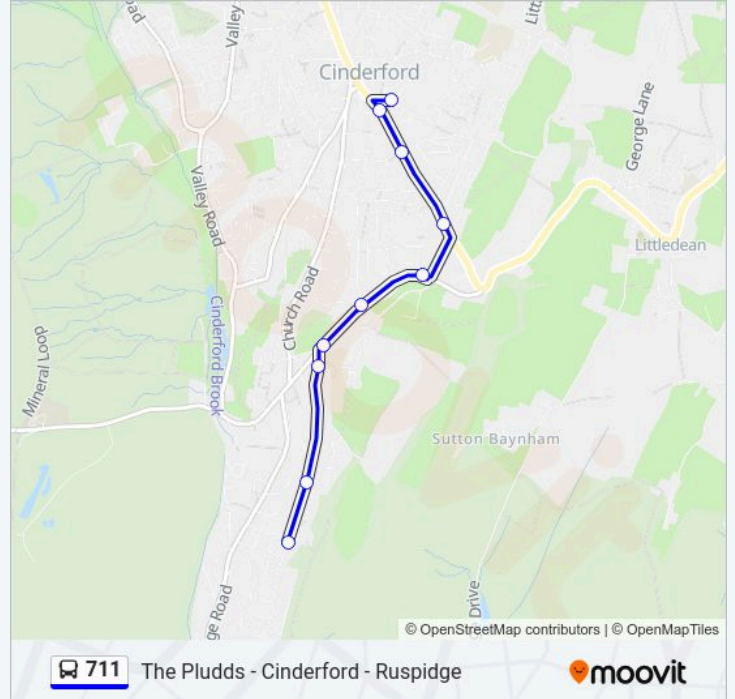 oad
Valley
Litt
Cinderford
George Lane
Valley Road
Littledean
Church Road
Cinderford Brook
Mineral Loop
Sutton Baynham
ge Road
Drive
© OpenStreetMap contributors | © OpenMapTiles
711 The Pludds - Cinderford - Ruspidge
moovit